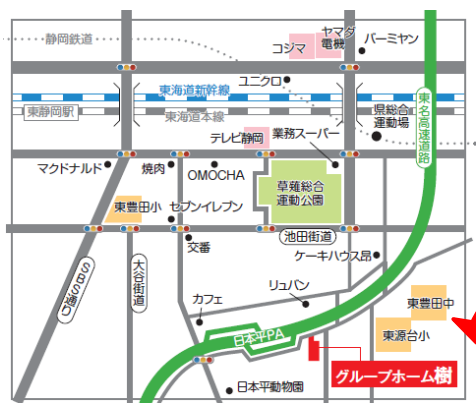 静岡鉄道
コジマ
ヤマダ
電機
バーミヤン
ユニクロ
東海道新幹線
東静岡駅
東海道本線
県総合
運動場
東名高速道路
テレビ静岡
業務スーパー
マクドナルド
焼肉
OMOCHA
草薙総合
運動公園
東豊田小
セブンイレブン
交番
池田街道
ケーキハウス昂
SBS通り
大谷街道
カフェ
リュバン
東豊田中
東源台小
日本平PA
グループホーム樹
日本平動物園